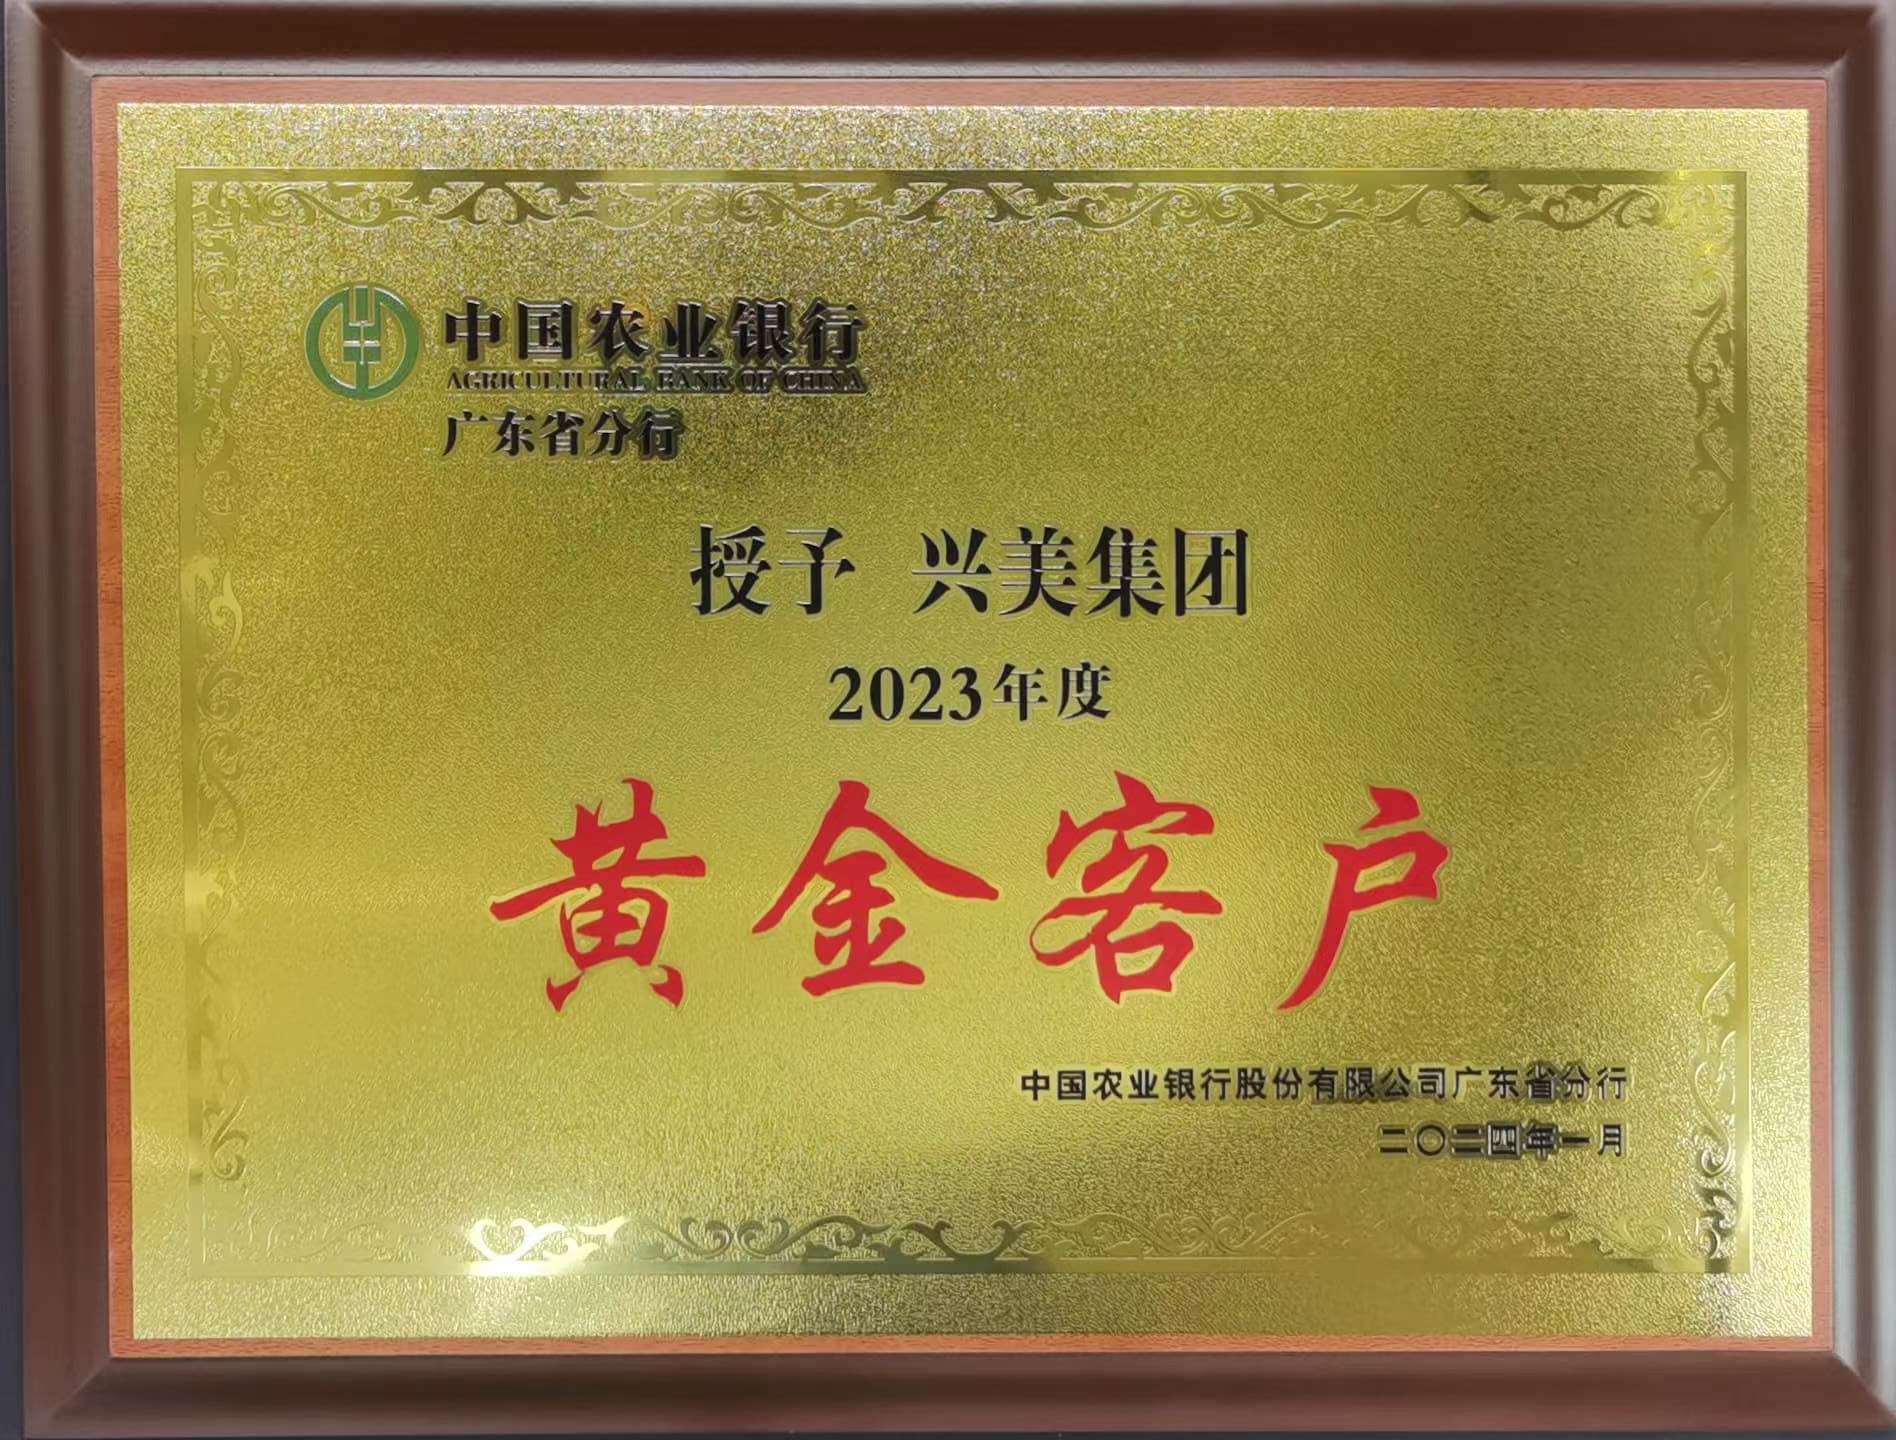 中国农业银行
AGRICULTURAL BANK OF CHINA
广东省分行
授予 兴美集团
2023年度
黄金客户
中国农业银行股份有限公司广东省分行
二〇二四年一月